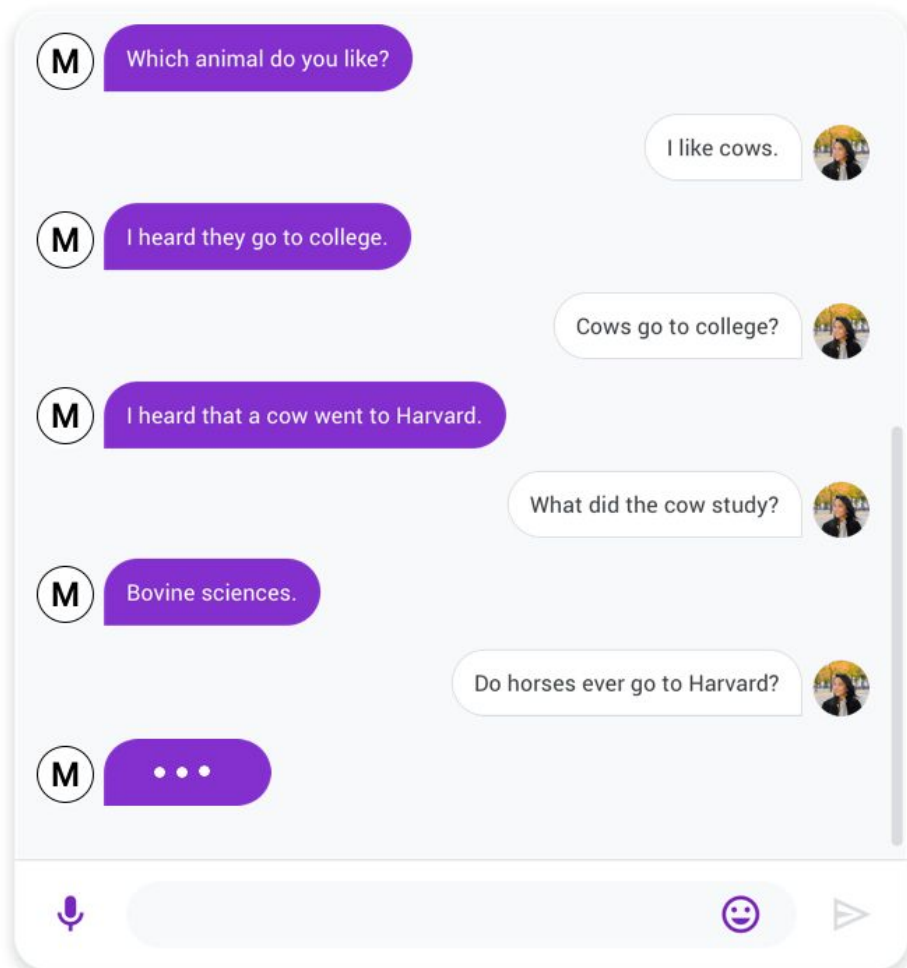 M Which animal do you like?
I like cows.
M I heard they go to college.
Cows go to college?
M I heard that a cow went to Harvard.
What did the cow study?
M Bovine sciences.
Do horses ever go to Harvard?
M •••